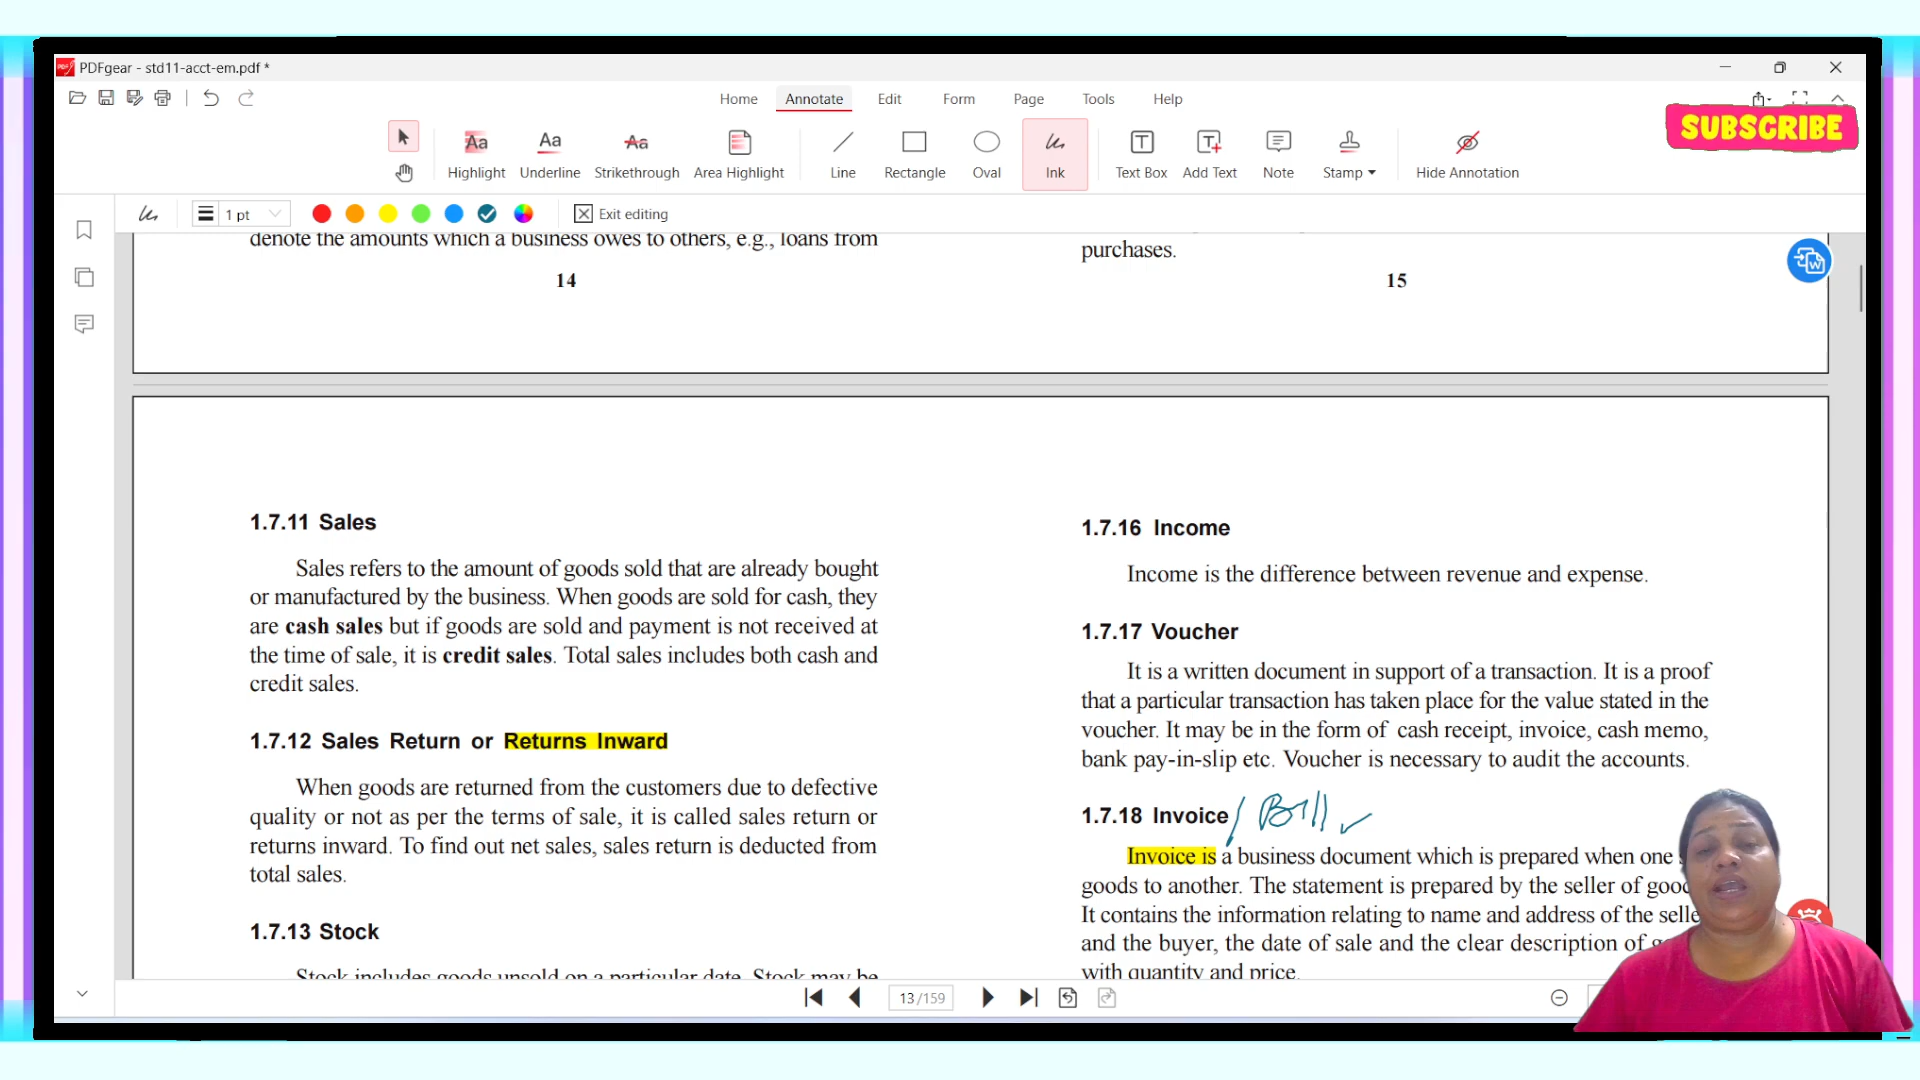 PDFgear - std11-acct-em.pdf *
Home Annotate Edit Form Page Tools Help
SUBSCRIBE
Highlight Underline Strikethrough Area Highlight Line Rectangle Oval Ink Text Box Add Text Note Stamp Hide Annotation
1 pt Exit editing
denote the amounts which a business owes to others, e.g., loans from
14
purchases.
15
1.7.11 Sales
Sales refers to the amount of goods sold that are already bought
or manufactured by the business. When goods are sold for cash, they
are cash sales but if goods are sold and payment is not received at
the time of sale, it is credit sales. Total sales includes both cash and
credit sales.
1.7.12 Sales Return or Returns Inward
When goods are returned from the customers due to defective
quality or not as per the terms of sale, it is called sales return or
returns inward. To find out net sales, sales return is deducted from
total sales.
1.7.13 Stock
Stock includes goods unsold on a particular date. Stock may be
1.7.16 Income
Income is the difference between revenue and expense.
1.7.17 Voucher
It is a written document in support of a transaction. It is a proof
that a particular transaction has taken place for the value stated in the
voucher. It may be in the form of cash receipt, invoice, cash memo,
bank pay-in-slip etc. Voucher is necessary to audit the accounts.
1.7.18 Invoice / Bill
Invoice is a business document which is prepared when one
goods to another. The statement is prepared by the seller of
It contains the information relating to name and address of the
and the buyer, the date of sale and the clear description of
with quantity and price.
13 /159